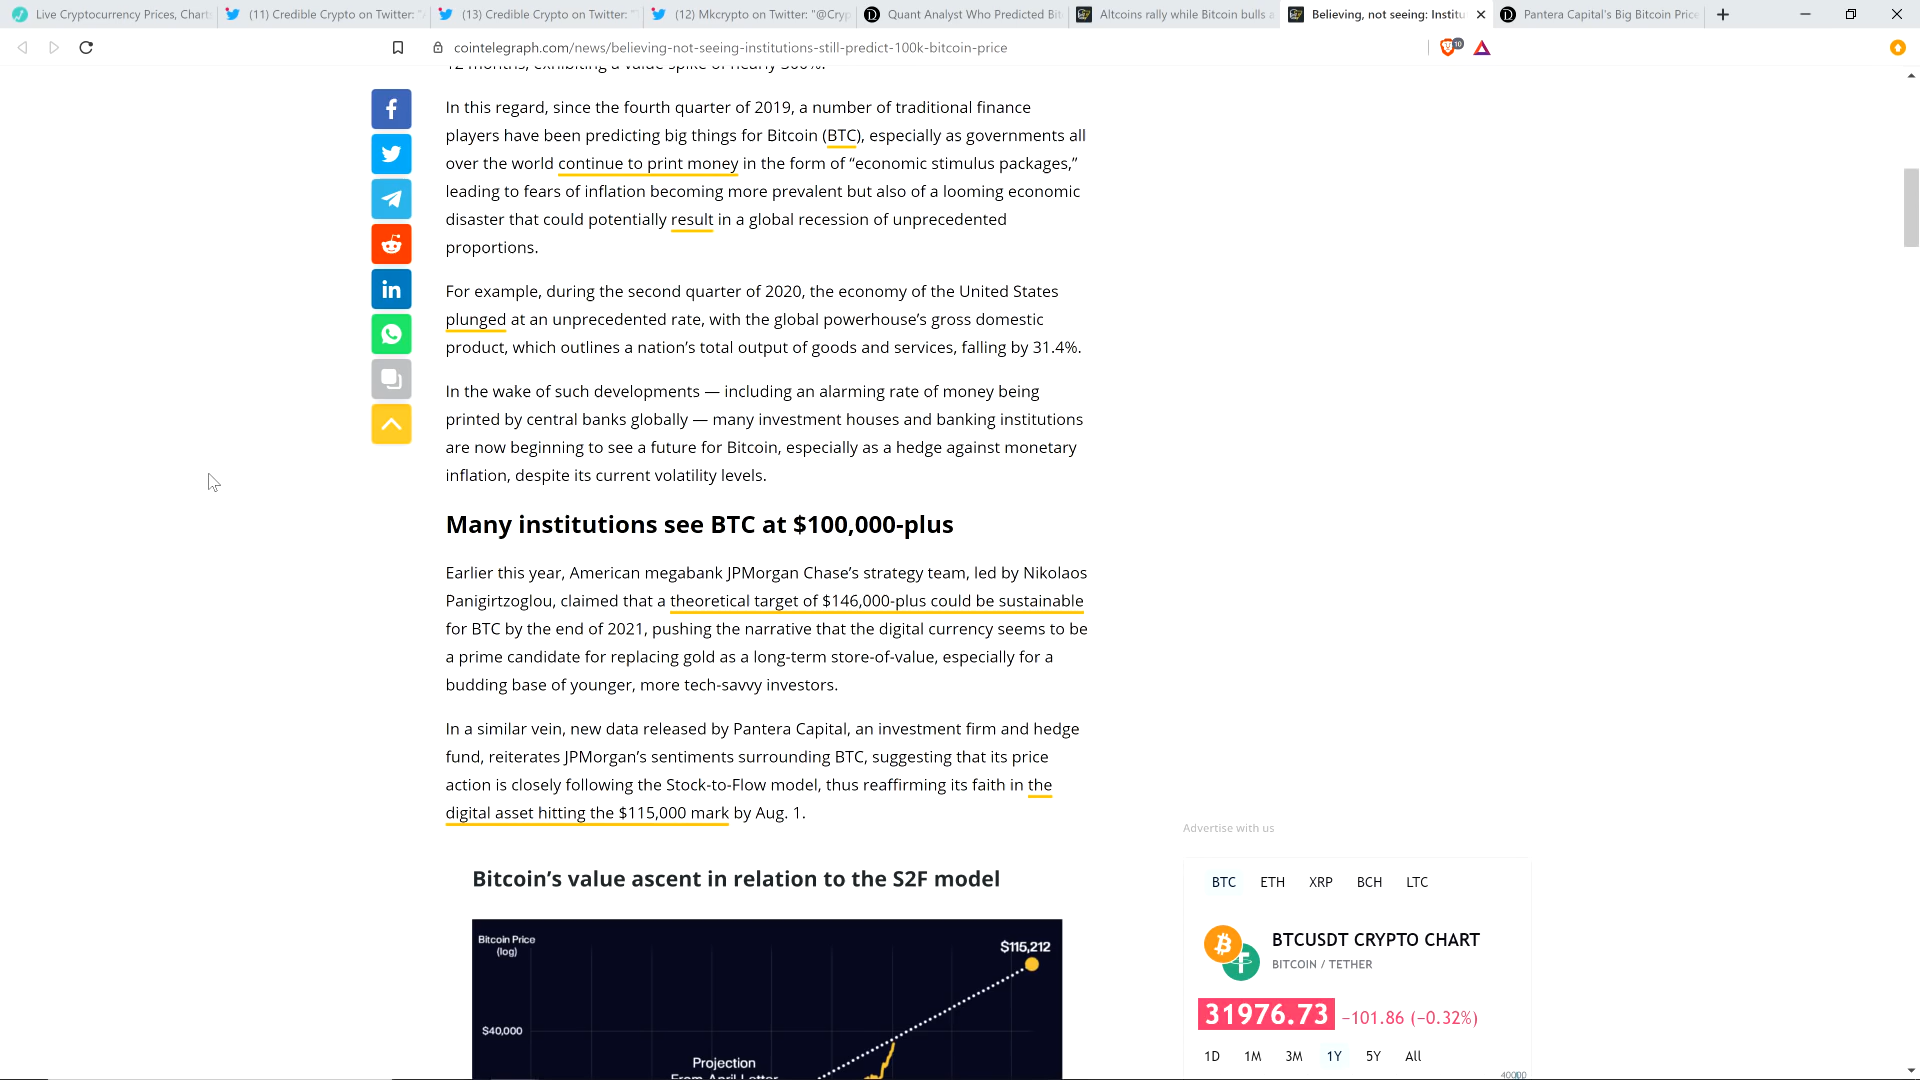 Live Cryptocurrency Prices, Charts
(11) Credible Crypto on Twitter: "
(13) Credible Crypto on Twitter: "
(12) Mkcrypto on Twitter: "@Cryp
Quant Analyst Who Predicted Bit
Altcoins rally while Bitcoin bulls a
Believing, not seeing: Institu
Pantera Capital's Big Bitcoin Price
cointelegraph.com/news/believing-not-seeing-institutions-still-predict-100k-bitcoin-price
10
12 months, exhibiting a value spike of nearly 300%.
In this regard, since the fourth quarter of 2019, a number of traditional finance
players have been predicting big things for Bitcoin (BTC), especially as governments all
over the world continue to print money in the form of “economic stimulus packages,”
leading to fears of inflation becoming more prevalent but also of a looming economic
disaster that could potentially result in a global recession of unprecedented
proportions.
For example, during the second quarter of 2020, the economy of the United States
plunged at an unprecedented rate, with the global powerhouse’s gross domestic
product, which outlines a nation’s total output of goods and services, falling by 31.4%.
In the wake of such developments — including an alarming rate of money being
printed by central banks globally — many investment houses and banking institutions
are now beginning to see a future for Bitcoin, especially as a hedge against monetary
inflation, despite its current volatility levels.
Many institutions see BTC at $100,000-plus
Earlier this year, American megabank JPMorgan Chase’s strategy team, led by Nikolaos
Panigirtzoglou, claimed that a theoretical target of $146,000-plus could be sustainable
for BTC by the end of 2021, pushing the narrative that the digital currency seems to be
a prime candidate for replacing gold as a long-term store-of-value, especially for a
budding base of younger, more tech-savvy investors.
In a similar vein, new data released by Pantera Capital, an investment firm and hedge
fund, reiterates JPMorgan’s sentiments surrounding BTC, suggesting that its price
action is closely following the Stock-to-Flow model, thus reaffirming its faith in the
digital asset hitting the $115,000 mark by Aug. 1.
Bitcoin’s value ascent in relation to the S2F model
Bitcoin Price
(log)
$115,212
$40,000
Projection
From April Letter
Advertise with us
BTC ETH XRP BCH LTC
BTCUSDT CRYPTO CHART
BITCOIN / TETHER
31976.73 −101.86 (−0.32%)
1D 1M 3M 1Y 5Y All
40000